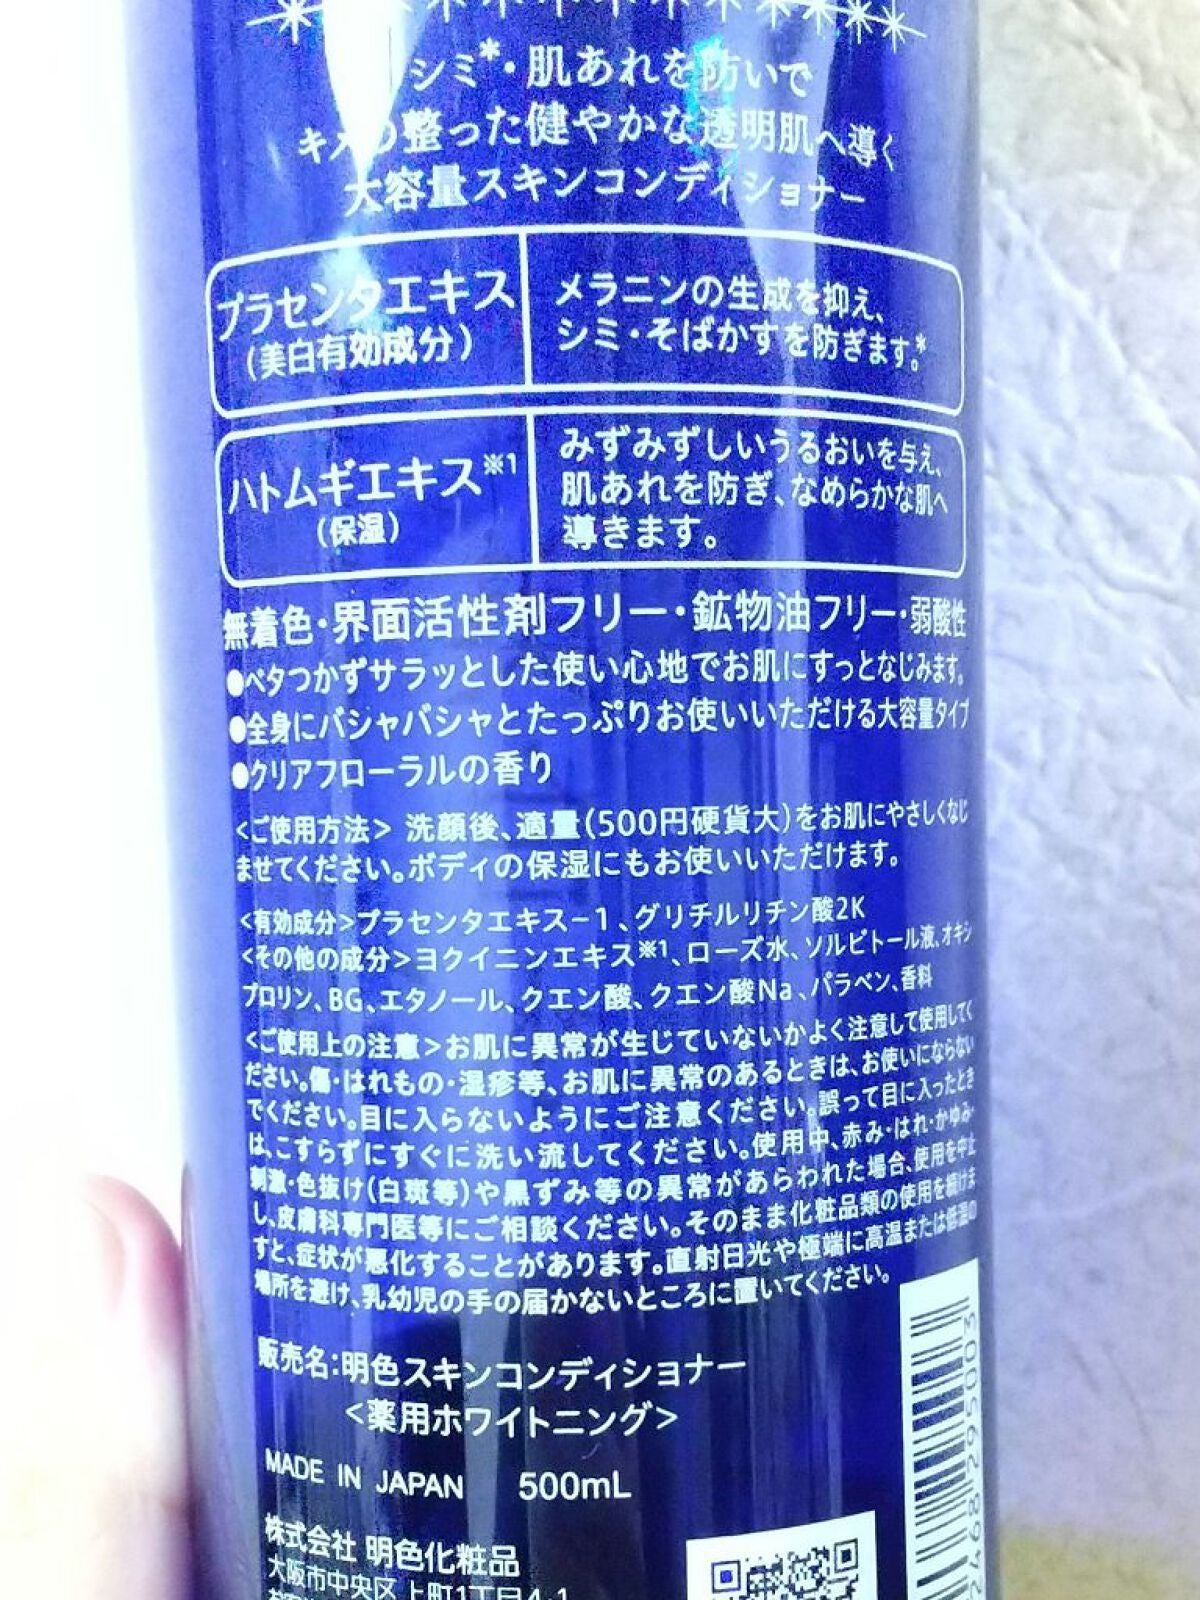 シミ*・肌あれを防いで
キメの整った健やかな透明肌へ導く
大容量スキンコンディショナー
プラセンタエキス
(美白有効成分)
メラニンの生成を抑え、
シミ・そばかすを防ぎます。*
ハトムギエキス※1
(保湿)
みずみずしいうるおいを与え、
肌あれを防ぎ、なめらかな肌へ
導きます。
無着色・界面活性剤フリー・鉱物油フリー・弱酸性
●ベタつかずサラッとした使い心地でお肌にすっとなじみます。
●全身にバシャバシャとたっぷりお使いいただける大容量タイプ
●クリアフローラルの香り
<ご使用方法> 洗顔後、適量(500円硬貨大)をお肌にやさしくなじ
ませてください。ボディの保湿にもお使いいただけます。
<有効成分>プラセンタエキス-1、グリチルリチン酸2K
<その他の成分>ヨクイニンエキス※1、ローズ水、ソルビトール液、オキシ
プロリン、BG、エタノール、クエン酸、クエン酸Na、パラベン、香料
<ご使用上の注意>お肌に異常が生じていないかよく注意して使用してく
ださい。傷・はれもの・湿疹等、お肌に異常のあるときは、お使いにならない
でください。目に入らないようにご注意ください。誤って目に入ったとき
は、こすらずにすぐに洗い流してください。使用中、赤み・はれ・かゆみ・
刺激・色抜け(白斑等)や黒ずみ等の異常があらわれた場合、使用を中止
し、皮膚科専門医等にご相談ください。そのまま化粧品類の使用を続けま
すと、症状が悪化することがあります。直射日光や極端に高温または低温の
場所を避け、乳幼児の手の届かないところに置いてください。
販売名:明色スキンコンディショナー
<薬用ホワイトニング>
MADE IN JAPAN 500mL
株式会社 明色化粧品
大阪市中央区上町1丁目4-1